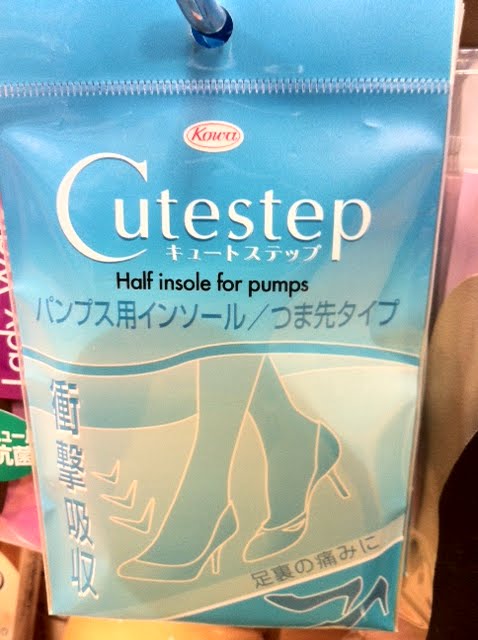 Kowa
Cutestep
キュートステップ
Half insole for pumps
パンプス用インソール／つま先タイプ
衝撃吸収
足裏の痛みに
抗菌